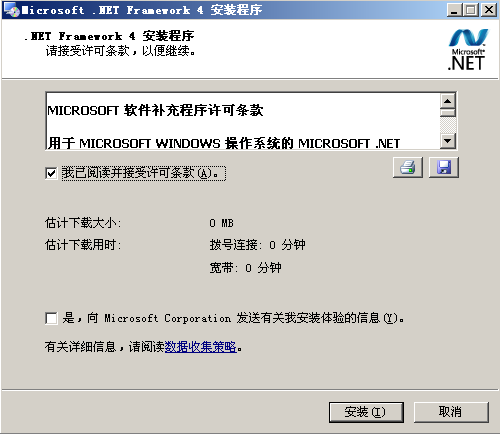 Microsoft .NET Framework 4 安装程序
.NET Framework 4 安装程序
请接受许可条款，以便继续。
Microsoft®
.NET
MICROSOFT 软件补充程序许可条款
用于 MICROSOFT WINDOWS 操作系统的 MICROSOFT .NET
我已阅读并接受许可条款(A)。
估计下载大小: 0 MB
估计下载用时: 拨号连接: 0 分钟
宽带: 0 分钟
是，向 Microsoft Corporation 发送有关我安装体验的信息(Y)。
有关详细信息，请阅读数据收集策略。
安装(I) 取消